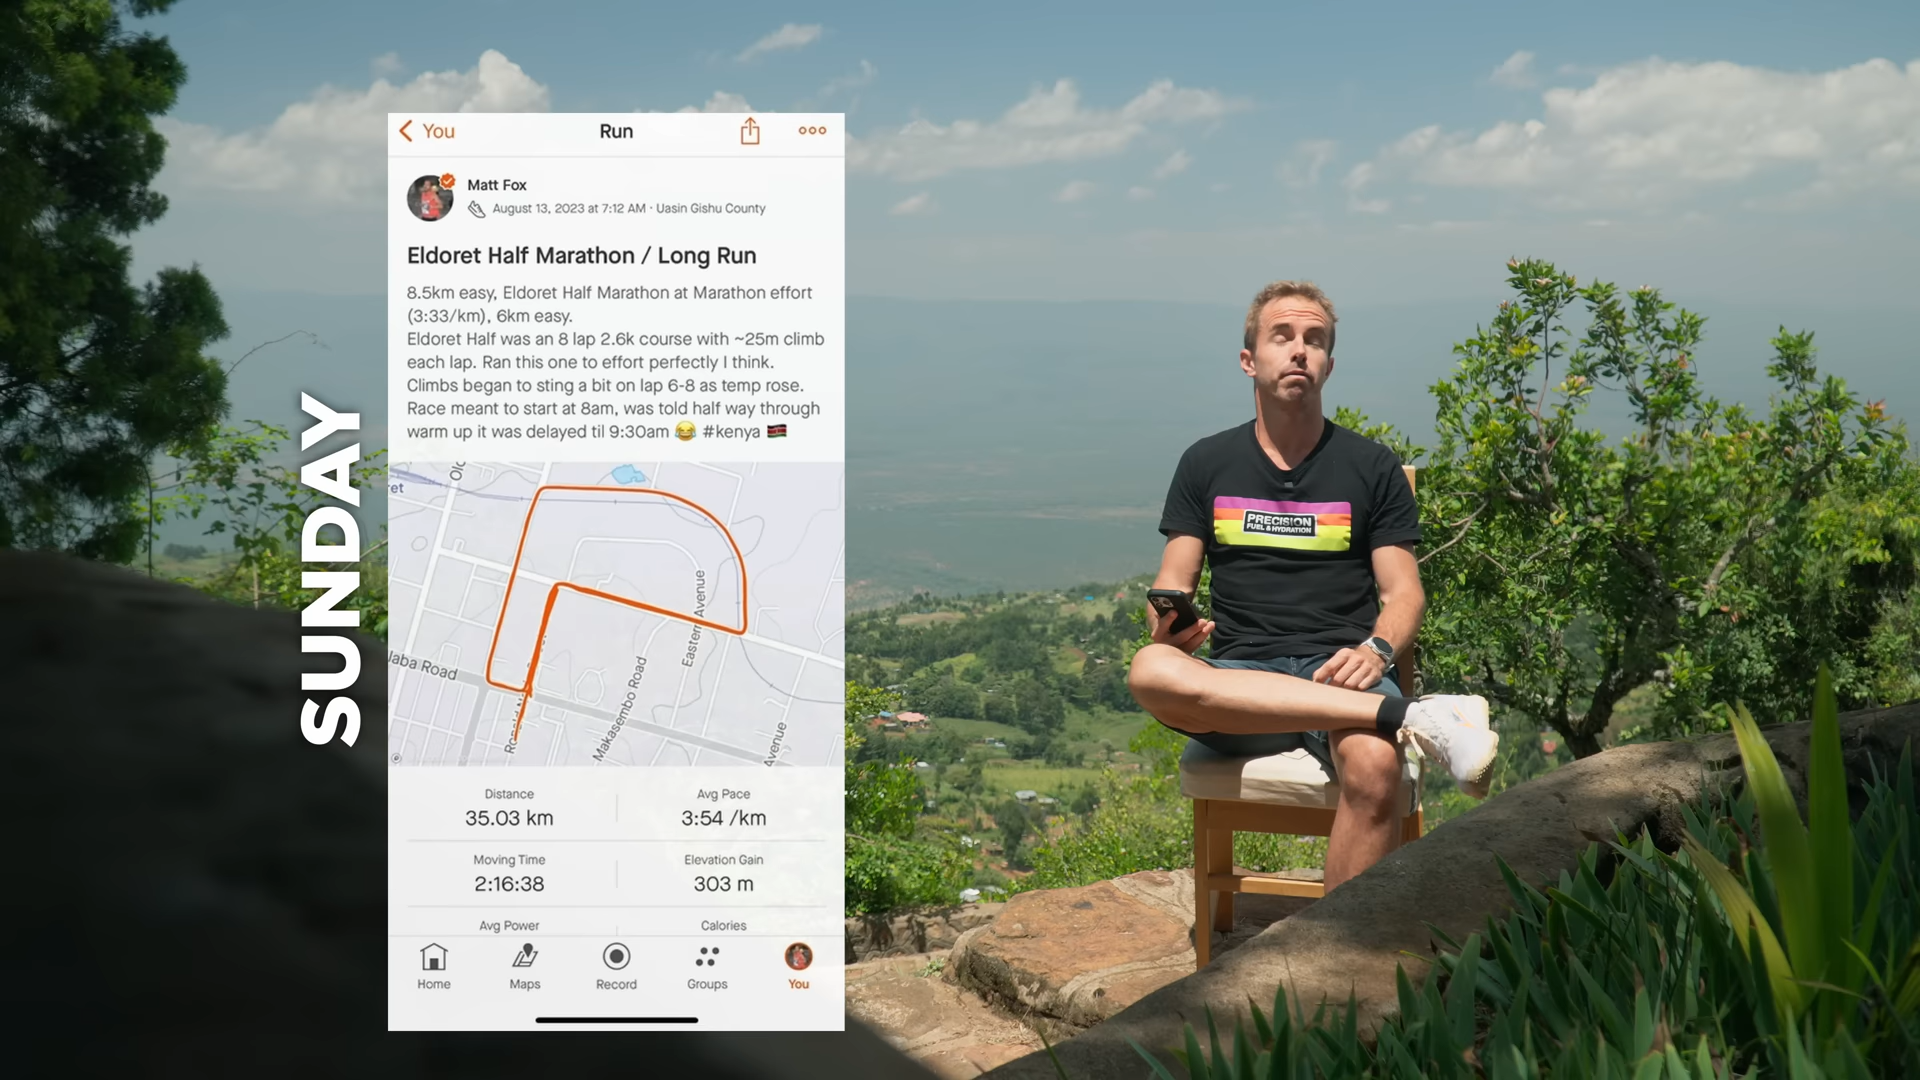 SUNDAY
You
Run
Matt Fox
August 13, 2023 at 7:12 AM · Uasin Gishu County
Eldoret Half Marathon / Long Run
8.5km easy, Eldoret Half Marathon at Marathon effort
(3:33/km), 6km easy.
Eldoret Half was an 8 lap 2.6k course with ~25m climb
each lap. Ran this one to effort perfectly I think.
Climbs began to sting a bit on lap 6-8 as temp rose.
Race meant to start at 8am, was told half way through
warm up it was delayed til 9:30am 😂 #kenya 🇰🇪
Old
et
Eastern Avenue
Jaba Road
Makasembo Road
Avenue
Distance
35.03 km
Avg Pace
3:54 /km
Moving Time
2:16:38
Elevation Gain
303 m
Avg Power
Calories
Home
Maps
Record
Groups
You
PRECISION
FUEL & HYDRATION